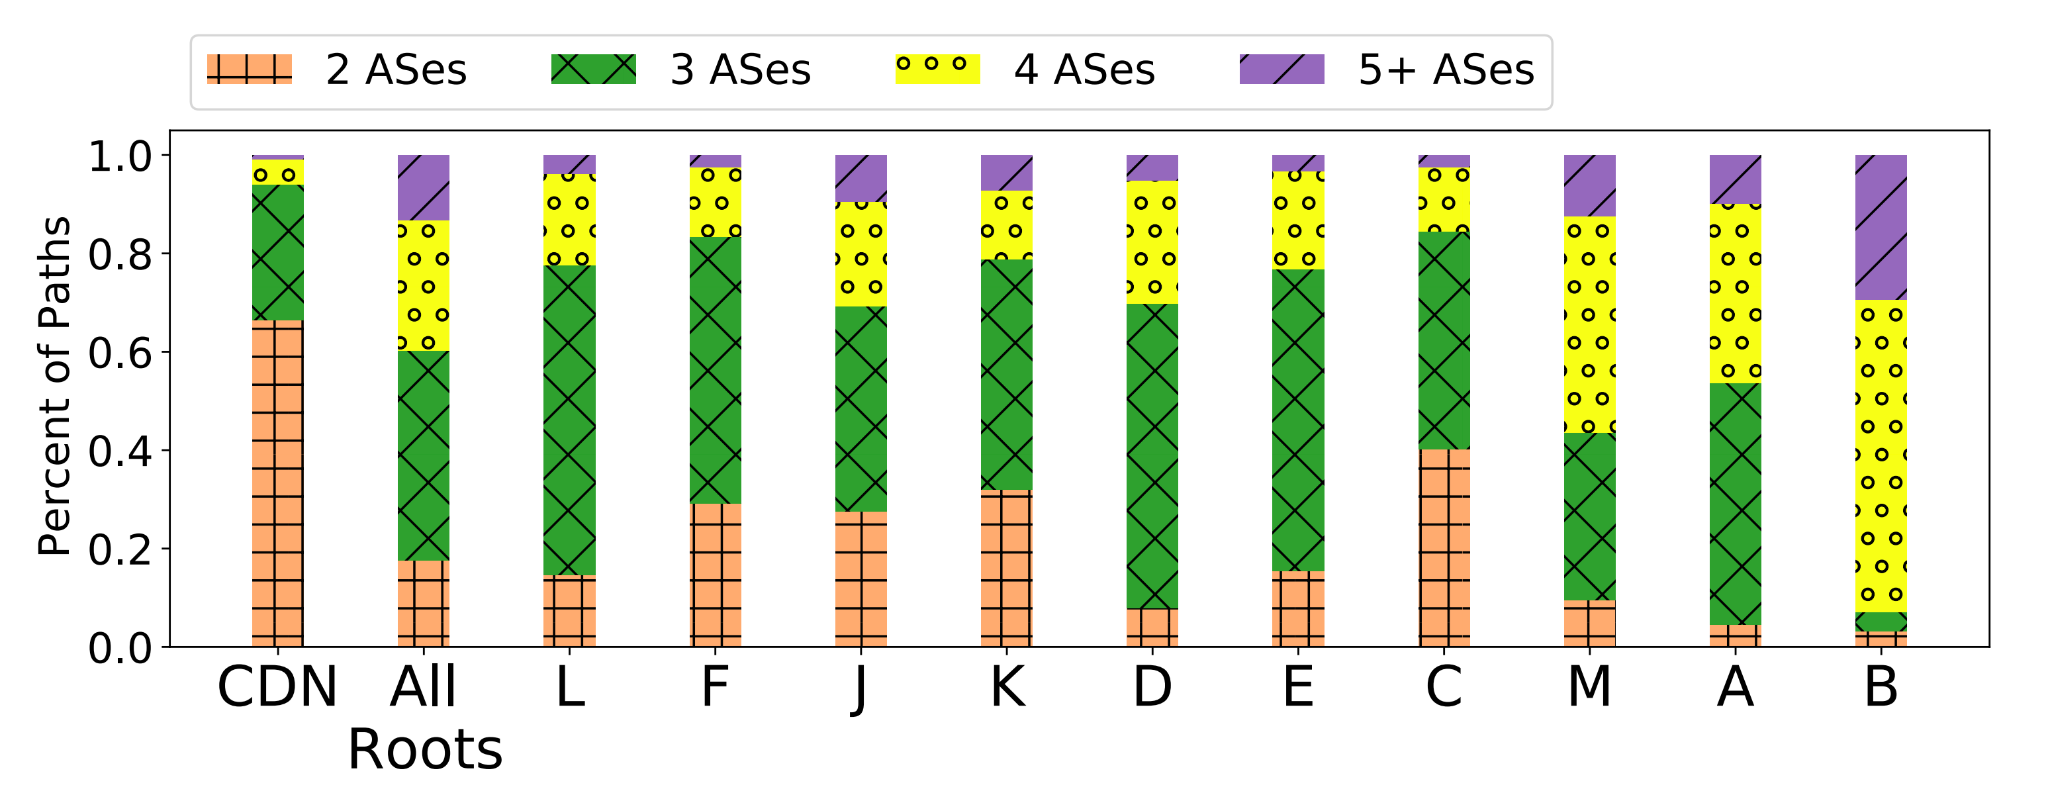 2 ASes 3 ASes 4 ASes 5+ ASes
Percent of Paths
1.0
0.8
0.6
0.4
0.2
0.0
CDN All L F J K D E C M A B
Roots